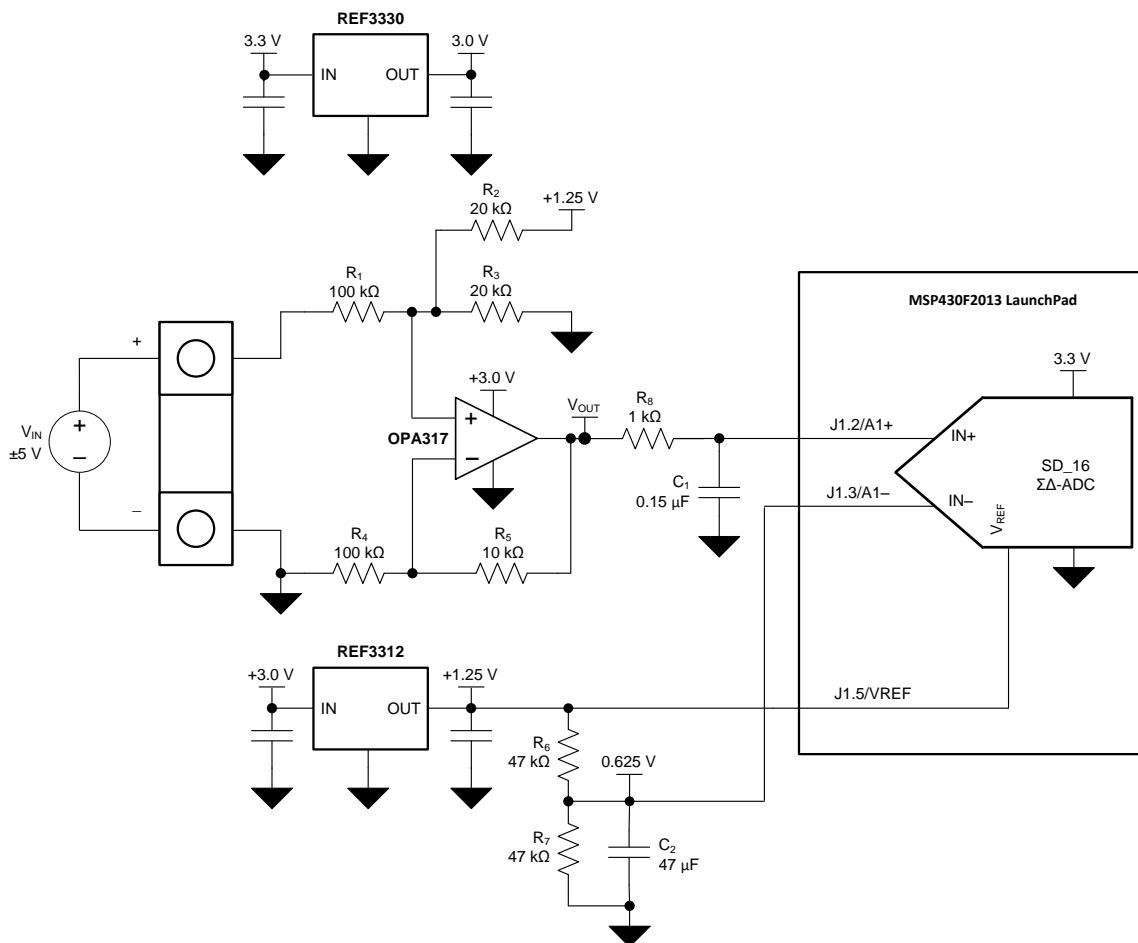 REF3330
3.3 V
3.0 V
IN
OUT
R2
20 kΩ
+1.25 V
R1
100 kΩ
R3
20 kΩ
MSP430F2013 LaunchPad
+
VIN
±5 V
+
−
−
+3.0 V
OPA317
+
−
VOUT
R8
1 kΩ
C1
0.15 µF
J1.2/A1+
J1.3/A1−
3.3 V
IN+
IN−
SD_16
ΣΔ-ADC
VREF
R4
100 kΩ
R5
10 kΩ
REF3312
+3.0 V
+1.25 V
IN
OUT
J1.5/VREF
R6
47 kΩ
0.625 V
R7
47 kΩ
C2
47 µF